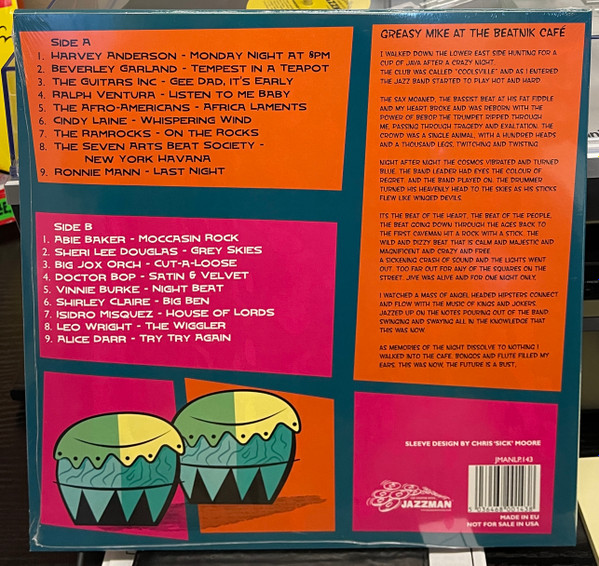 SIDE A
1. HARVEY ANDERSON - MONDAY NIGHT AT 8PM
2. BEVERLEY GARLAND - TEMPEST IN A TEAPOT
3. THE GUITARS INC - GEE DAD, IT'S EARLY
4. RALPH VENTURA - LISTEN TO ME BABY
5. THE AFRO-AMERICANS - AFRICA LAMENTS
6. CINDY LAINE - WHISPERING WIND
7. THE RAMROCKS - ON THE ROCKS
8. THE SEVEN ARTS BEAT SOCIETY -
NEW YORK HAVANA
9. RONNIE MANN - LAST NIGHT
SIDE B
1. ABIE BAKER - MOCCASIN ROCK
2. SHERI LEE DOUGLAS - GREY SKIES
3. BIG JOX ORCH - CUT-A-LOOSE
4. DOCTOR BOP - SATIN & VELVET
5. VINNIE BURKE - NIGHT BEAT
6. SHIRLEY CLAIRE - BIG BEN
7. ISIDRO MISQUEZ - HOUSE OF LORDS
8. LEO WRIGHT - THE WIGGLER
9. ALICE DARR - TRY TRY AGAIN
GREASY MIKE AT THE BEATNIK CAFÉ
I WALKED DOWN THE LOWER EAST SIDE HUNTING FOR A
CUP OF JAVA AFTER A CRAZY NIGHT.
THE CLUB WAS CALLED "COOLSVILLE" AND AS I ENTERED
THE JAZZ BAND STARTED TO PLAY HOT AND HARD.
THE SAX MOANED, THE BASSIST BEAT AT HIS FAT FIDDLE
AND MY HEART BROKE AND WAS REBORN, WITH THE
POWER OF BEBOP THE TRUMPET RIPPED THROUGH
ME, PASSING THROUGH TRAGEDY AND EXALTATION. THE
CROWD WAS A SINGLE ANIMAL, WITH A HUNDRED HEADS
AND A THOUSAND LEGS, TWITCHING AND TWISTING.
NIGHT AFTER NIGHT THE COSMOS VIBRATED AND TURNED
BLUE, THE BAND LEADER HAD EYES THE COLOUR OF
REGRET. AND THE BAND PLAYED ON. THE DRUMMER
TURNED HIS HEAVENLY HEAD TO THE SKIES AS HIS STICKS
FLEW LIKE WINGED DEVILS.
ITS THE BEAT OF THE HEART, THE BEAT OF THE PEOPLE,
THE BEAT GOING DOWN THROUGH THE AGES BACK TO
THE FIRST CAVEMAN HIT A ROCK WITH A STICK. THE
WILD AND DIZZY BEAT THAT IS CALM AND MAJESTIC AND
MAGNIFICENT AND CRAZY AND FREE.
A SICKENING CRASH OF SOUND AND THE LIGHTS WENT
OUT. TOO FAR OUT FOR ANY OF THE SQUARES ON THE
STREET. JIVE WAS ALIVE AND FOR ONE NIGHT ONLY.
I WATCHED A MASS OF ANGEL HEADED HIPSTERS CONNECT
AND FLOW WITH THE MUSIC OF KINGS AND JOKERS.
JAZZED UP ON THE NOTES POURING OUT OF THE BAND.
SWINGING AND SWAYING ALL IN THE KNOWLEDGE THAT
THIS WAS NOW.
AS MEMORIES OF THE NIGHT DISSOLVE TO NOTHING I
WALKED INTO THE CAFE. BONGOS AND FLUTE FILLED MY
EARS. THIS WAS NOW, THE FUTURE IS A BUST.
SLEEVE DESIGN BY CHRIS 'SICK' MOORE
JMANLP.143
JAZZMAN
5 036468 001438
MADE IN EU
NOT FOR SALE IN USA